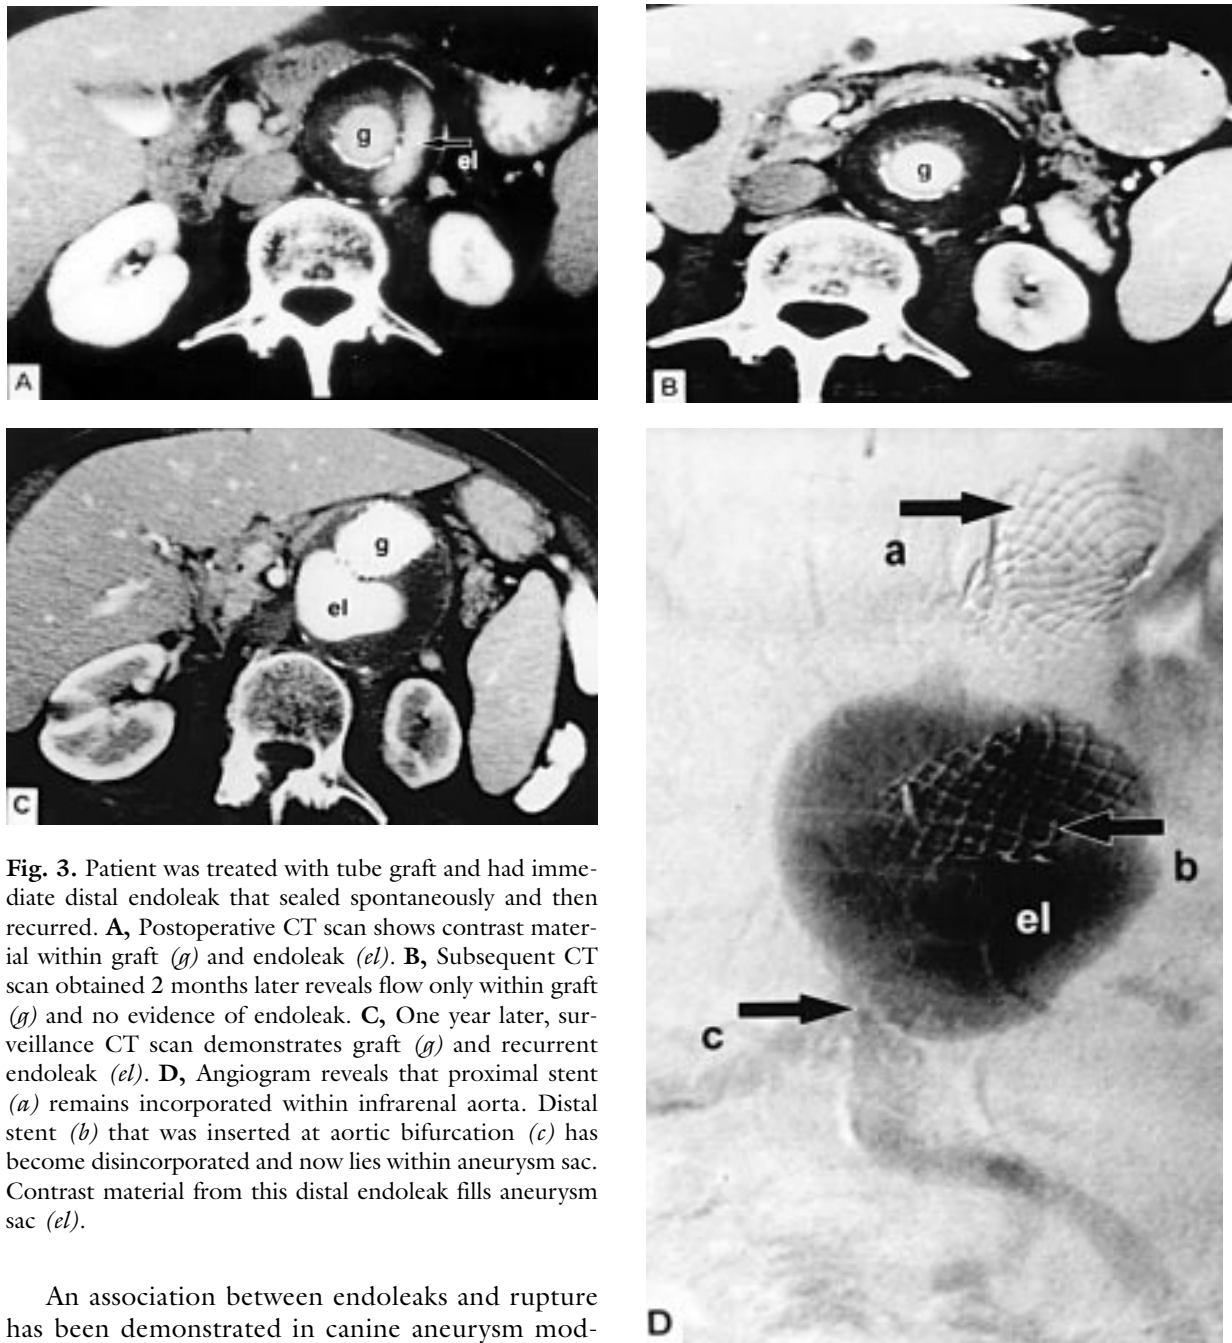 g
el
A
g
B
g
el
C
a
b
el
c
D
Fig. 3. Patient was treated with tube graft and had imme-
diate distal endoleak that sealed spontaneously and then
recurred. A, Postoperative CT scan shows contrast mater-
ial within graft (g) and endoleak (el). B, Subsequent CT
scan obtained 2 months later reveals flow only within graft
(g) and no evidence of endoleak. C, One year later, sur-
veillance CT scan demonstrates graft (g) and recurrent
endoleak (el). D, Angiogram reveals that proximal stent
(a) remains incorporated within infrarenal aorta. Distal
stent (b) that was inserted at aortic bifurcation (c) has
become disincorporated and now lies within aneurysm sac.
Contrast material from this distal endoleak fills aneurysm
sac (el).
An association between endoleaks and rupture
has been demonstrated in canine aneurysm mod-